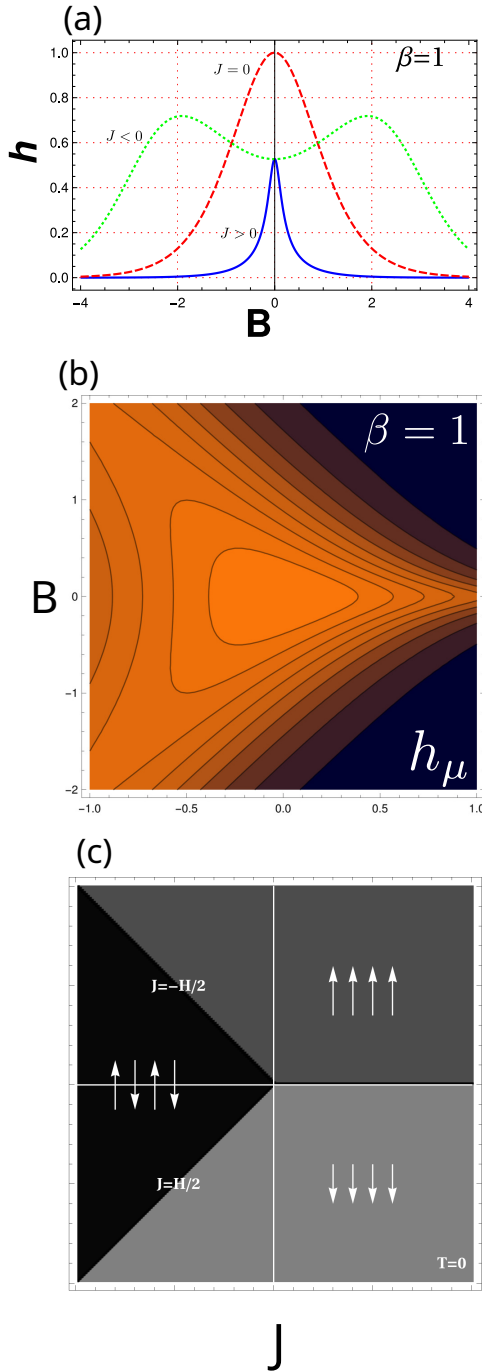 (a)
β=1
J = 0
J < 0
J > 0
h
1.0
0.8
0.6
0.4
0.2
0.0
−4
−2
0
2
4
B
(b)
β = 1
h_μ
B
2
1
0
−1
−2
−1.0
−0.5
0.0
0.5
1.0
(c)
J=−H/2
J=H/2
T=0
J